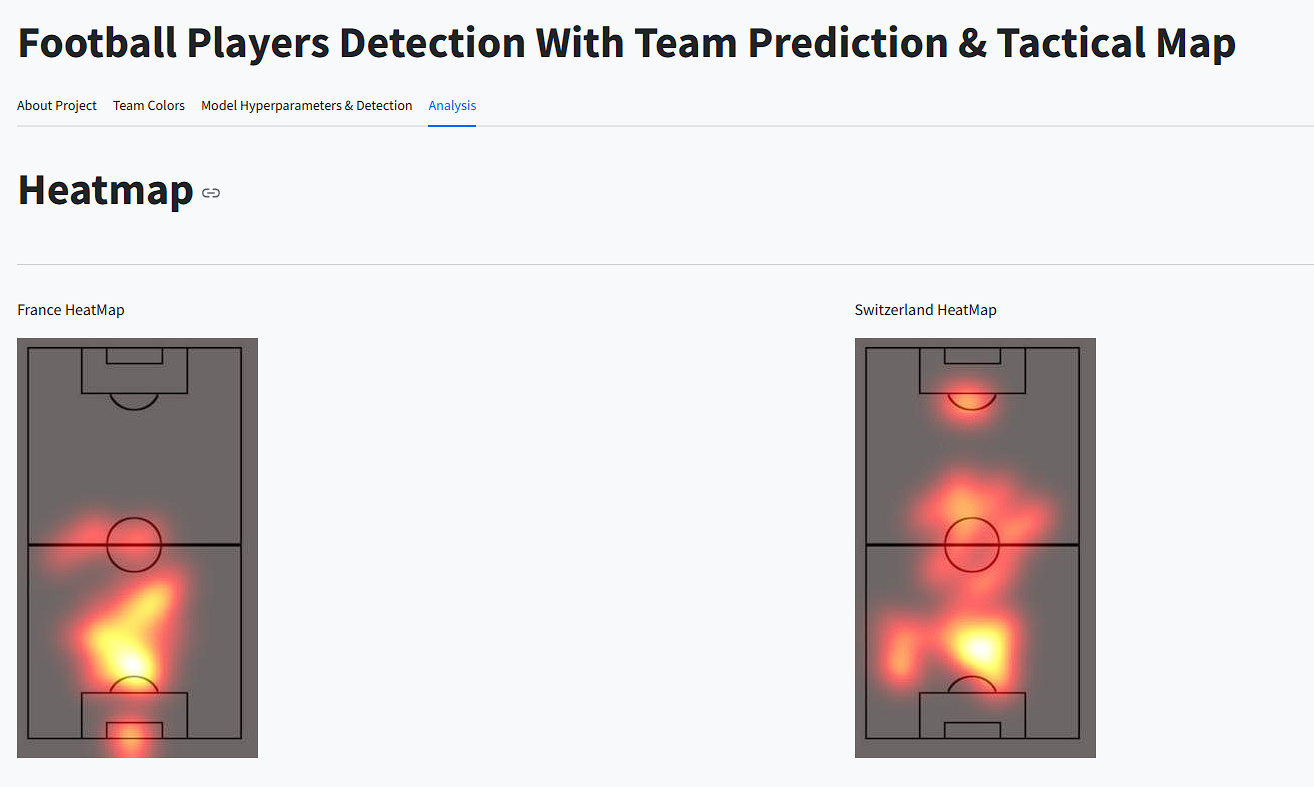 Football Players Detection With Team Prediction & Tactical Map
About Project Team Colors Model Hyperparameters & Detection Analysis
Heatmap
France HeatMap Switzerland HeatMap